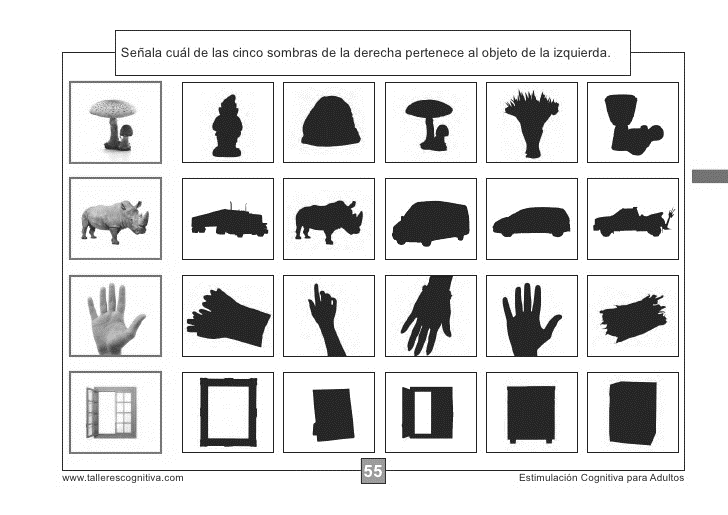 Señala cuál de las cinco sombras de la derecha pertenece al objeto de la izquierda.
www.tallerescognitiva.com
55
Estimulación Cognitiva para Adultos